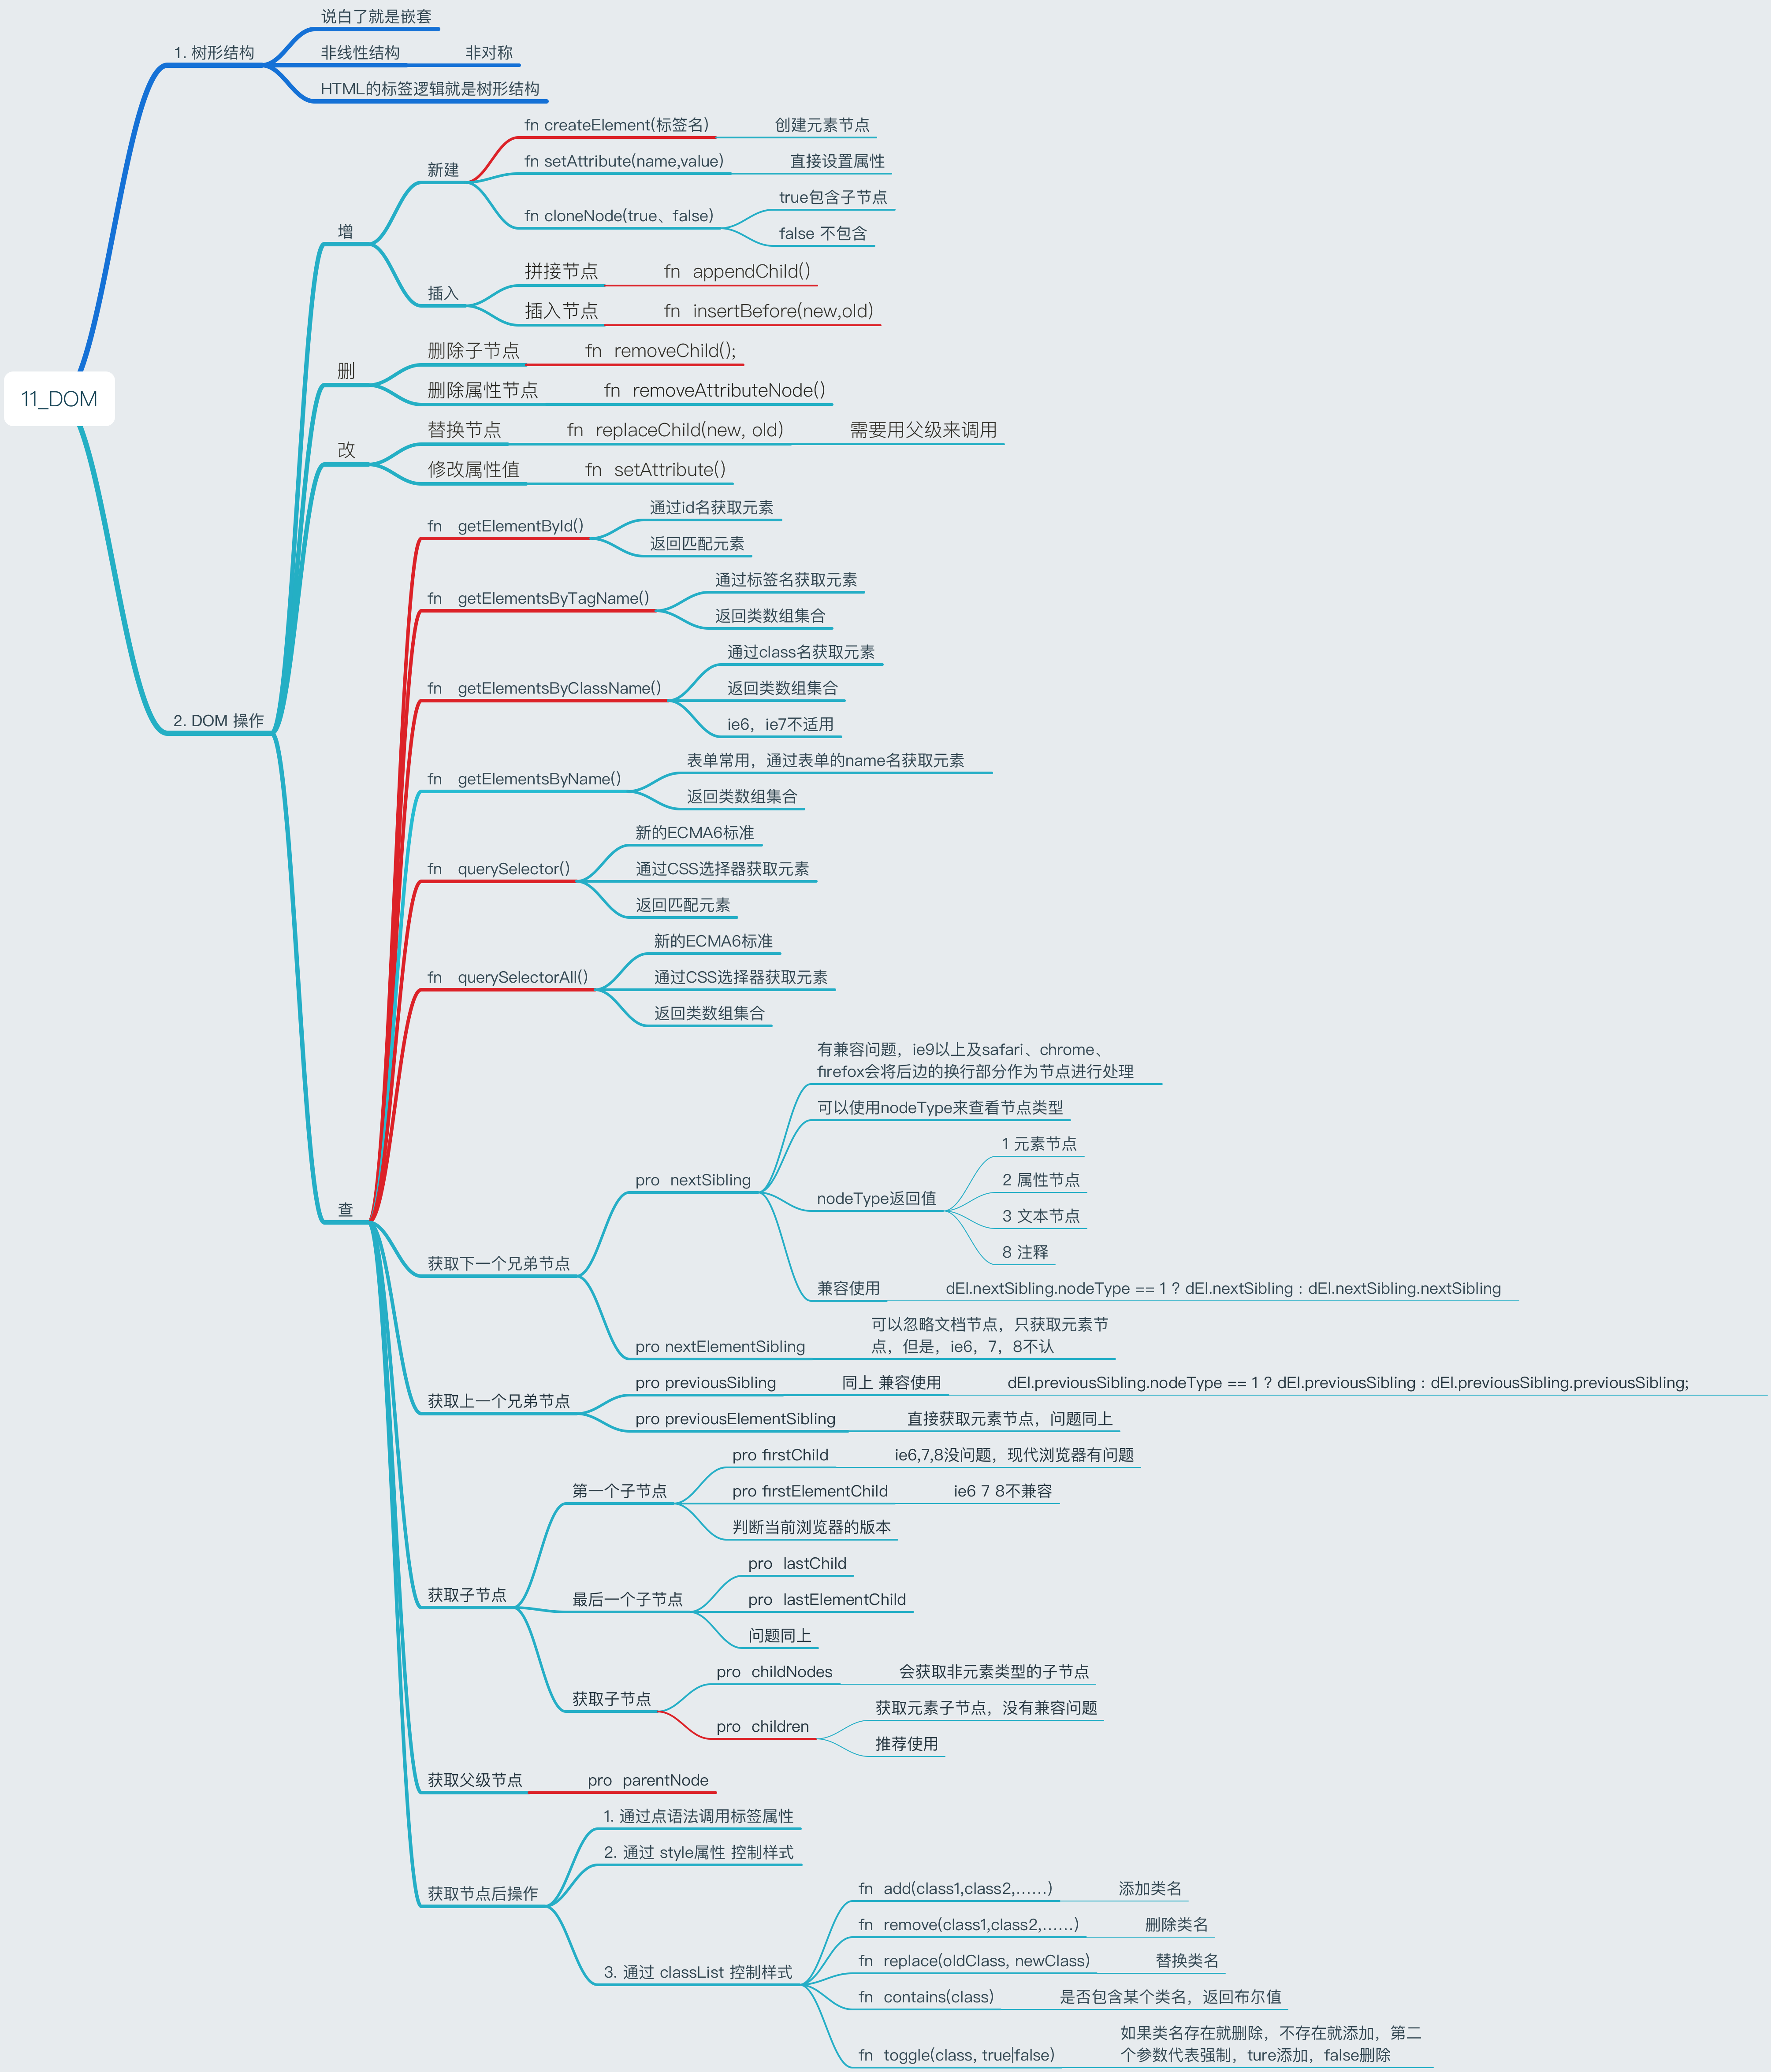 11_DOM
1. 树形结构
说白了就是嵌套
非线性结构
非对称
HTML的标签逻辑就是树形结构
2. DOM 操作
增
新建
fn createElement(标签名)
创建元素节点
fn setAttribute(name,value)
直接设置属性
fn cloneNode(true、false)
true包含子节点
false 不包含
插入
拼接节点
fn appendChild()
插入节点
fn insertBefore(new,old)
删
删除子节点
fn removeChild();
删除属性节点
fn removeAttributeNode()
改
替换节点
fn replaceChild(new, old)
需要用父级来调用
修改属性值
fn setAttribute()
查
fn getElementById()
通过id名获取元素
返回匹配元素
fn getElementsByTagName()
通过标签名获取元素
返回类数组集合
fn getElementsByClassName()
通过class名获取元素
返回类数组集合
ie6，ie7不适用
fn getElementsByName()
表单常用，通过表单的name名获取元素
返回类数组集合
fn querySelector()
新的ECMA6标准
通过CSS选择器获取元素
返回匹配元素
fn querySelectorAll()
新的ECMA6标准
通过CSS选择器获取元素
返回类数组集合
获取下一个兄弟节点
pro nextSibling
有兼容问题，ie9以上及safari、chrome、
firefox会将后边的换行部分作为节点进行处理
可以使用nodeType来查看节点类型
nodeType返回值
1 元素节点
2 属性节点
3 文本节点
8 注释
兼容使用
dEl.nextSibling.nodeType == 1 ? dEl.nextSibling : dEl.nextSibling.nextSibling
pro nextElementSibling
可以忽略文档节点，只获取元素节
点，但是，ie6，7，8不认
获取上一个兄弟节点
pro previousSibling
同上 兼容使用
dEl.previousSibling.nodeType == 1 ? dEl.previousSibling : dEl.previousSibling.previousSibling;
pro previousElementSibling
直接获取元素节点，问题同上
获取子节点
第一个子节点
pro firstChild
ie6,7,8没问题，现代浏览器有问题
pro firstElementChild
ie6 7 8不兼容
判断当前浏览器的版本
最后一个子节点
pro lastChild
pro lastElementChild
问题同上
获取子节点
pro childNodes
会获取非元素类型的子节点
pro children
获取元素子节点，没有兼容问题
推荐使用
获取父级节点
pro parentNode
获取节点后操作
1. 通过点语法调用标签属性
2. 通过 style属性 控制样式
3. 通过 classList 控制样式
fn add(class1,class2,......)
添加类名
fn remove(class1,class2,......)
删除类名
fn replace(oldClass, newClass)
替换类名
fn contains(class)
是否包含某个类名，返回布尔值
fn toggle(class, true|false)
如果类名存在就删除，不存在就添加，第二
个参数代表强制，ture添加，false删除